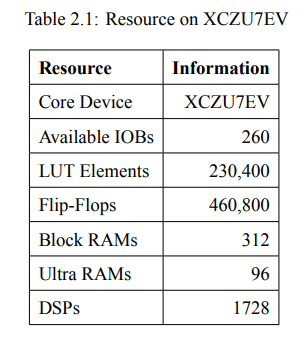 Table 2.1: Resource on XCZU7EV
Resource Information
Core Device XCZU7EV
Available IOBs 260
LUT Elements 230,400
Flip-Flops 460,800
Block RAMs 312
Ultra RAMs 96
DSPs 1728